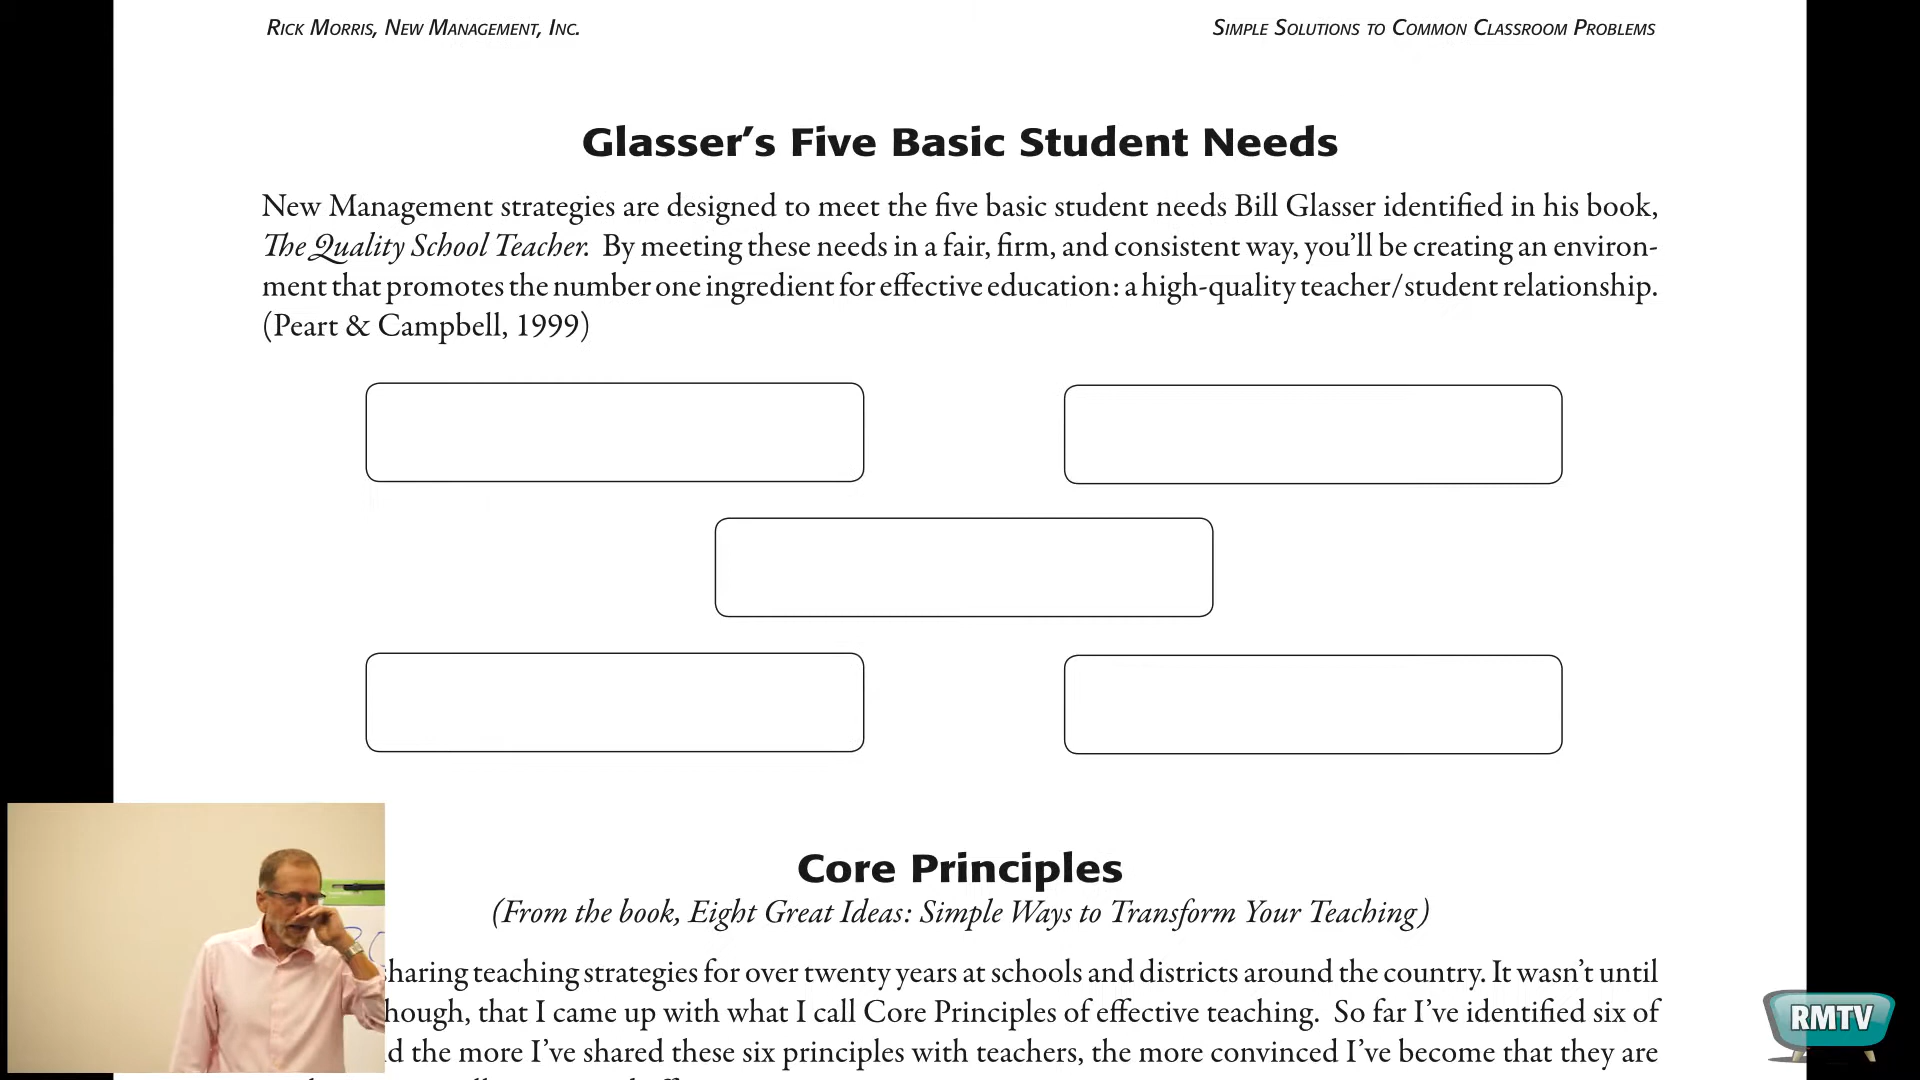 RICK MORRIS, NEW MANAGEMENT, INC.
SIMPLE SOLUTIONS TO COMMON CLASSROOM PROBLEMS
Glasser’s Five Basic Student Needs
New Management strategies are designed to meet the five basic student needs Bill Glasser identified in his book,
The Quality School Teacher. By meeting these needs in a fair, firm, and consistent way, you’ll be creating an environ-
ment that promotes the number one ingredient for effective education: a high-quality teacher/student relationship.
(Peart & Campbell, 1999)
Core Principles
(From the book, Eight Great Ideas: Simple Ways to Transform Your Teaching)
sharing teaching strategies for over twenty years at schools and districts around the country. It wasn’t until
that I came up with what I call Core Principles of effective teaching. So far I’ve identified six of
the more I’ve shared these six principles with teachers, the more convinced I’ve become that they are
RMTV